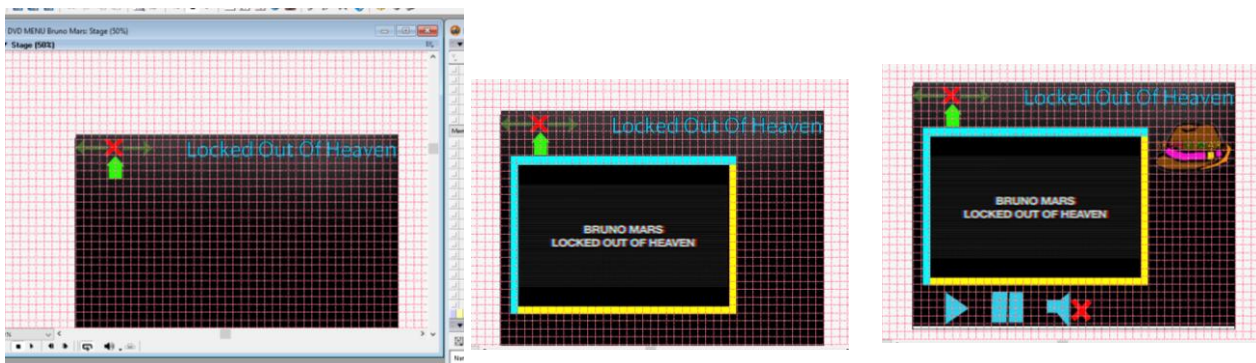 DVD MENU Bruno Mars: Stage (50%)
Stage (50%)
Locked Out Of Heaven
Locked Out Of Heaven
BRUNO MARS
LOCKED OUT OF HEAVEN
Locked Out Of Heaven
BRUNO MARS
LOCKED OUT OF HEAVEN